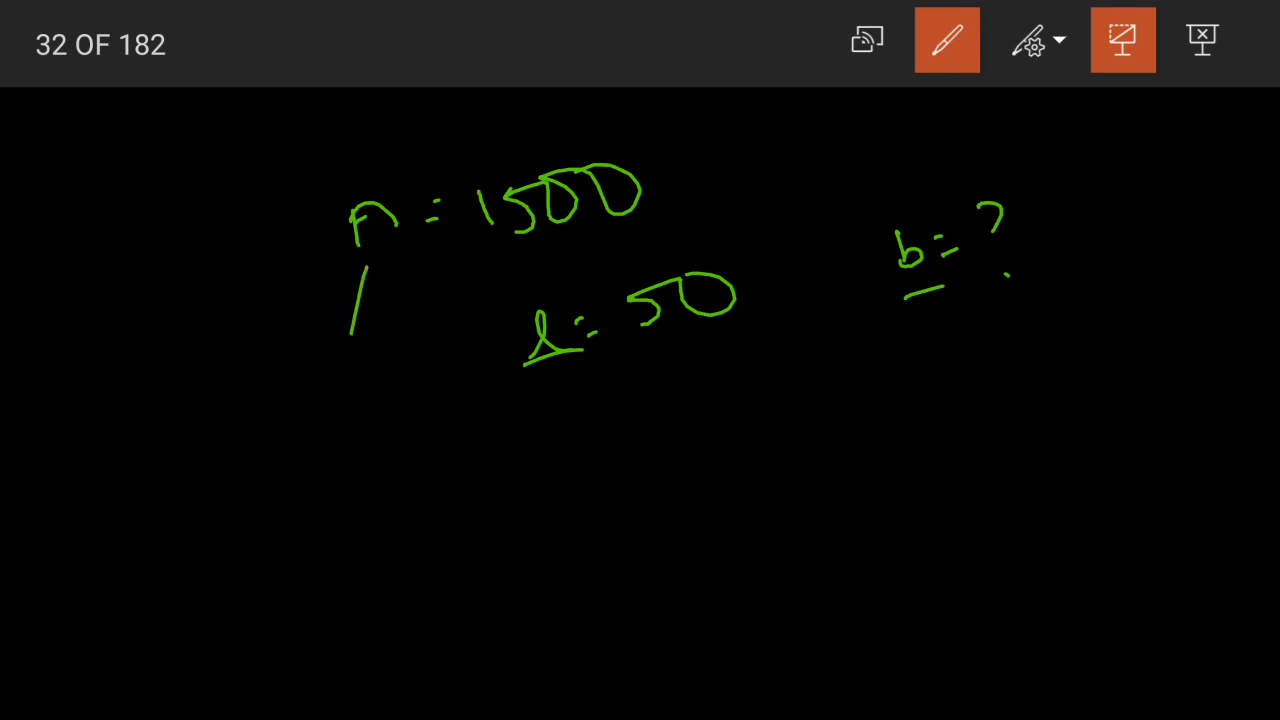 32 OF 182
n = 1500
b = ?
l = 50